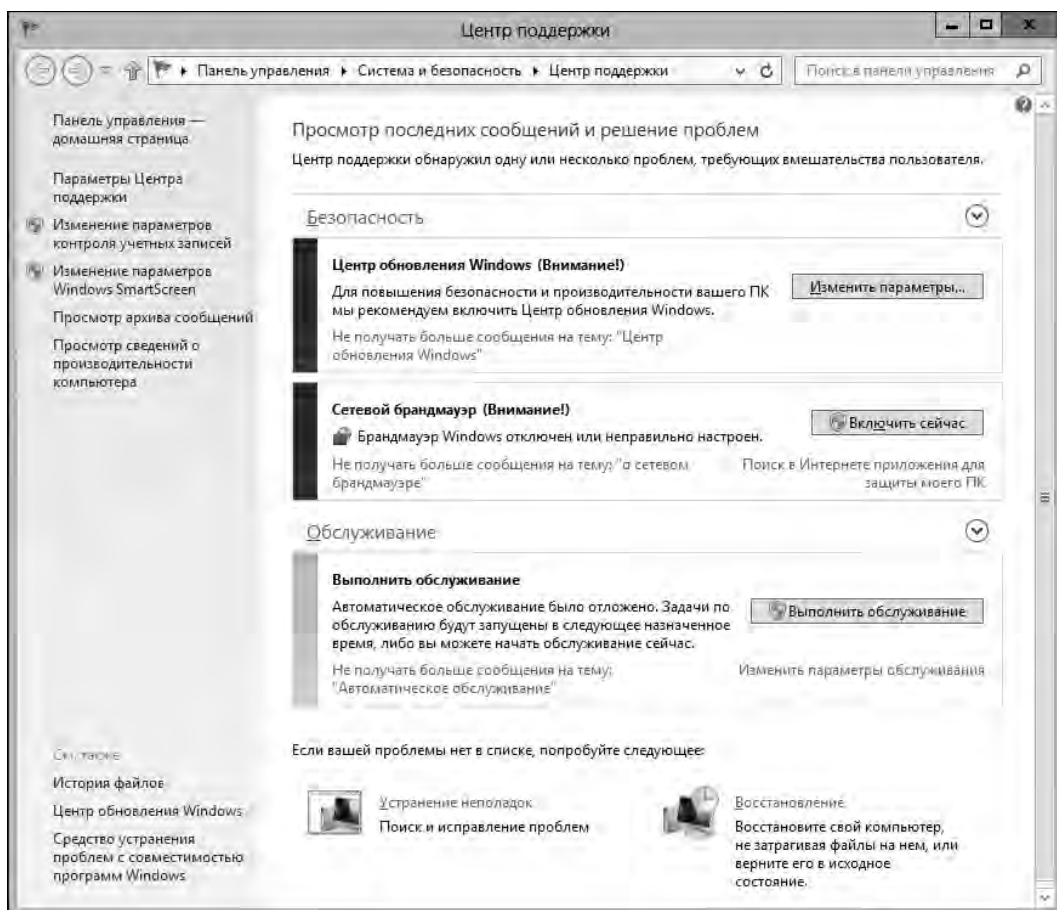 Центр поддержки
Панель управления
Система и безопасность
Центр поддержки
Поиск в панели управления
Панель управления —
домашняя страница
Параметры Центра
поддержки
Изменение параметров
контроля учетных записей
Изменение параметров
Windows SmartScreen
Просмотр архива сообщений
Просмотр сведений о
производительности
компьютера
См. также
История файлов
Центр обновления Windows
Средство устранения
проблем с совместимостью
программ Windows
Просмотр последних сообщений и решение проблем
Центр поддержки обнаружил одну или несколько проблем, требующих вмешательства пользователя.
Безопасность
Центр обновления Windows (Внимание!)
Для повышения безопасности и производительности вашего ПК
мы рекомендуем включить Центр обновления Windows.
Изменить параметры...
Не получать больше сообщения на тему: "Центр
обновления Windows"
Сетевой брандмауэр (Внимание!)
Брандмауэр Windows отключен или неправильно настроен.
Включить сейчас
Не получать больше сообщения на тему: "о сетевом
брандмауэре"
Поиск в Интернете приложения для
защиты моего ПК
Обслуживание
Выполнить обслуживание
Автоматическое обслуживание было отложено. Задачи по
обслуживанию будут запущены в следующее назначенное
время, либо вы можете начать обслуживание сейчас.
Выполнить обслуживание
Не получать больше сообщения на тему:
"Автоматическое обслуживание"
Изменить параметры обслуживания
Если вашей проблемы нет в списке, попробуйте следующее:
Устранение неполадок
Поиск и исправление проблем
Восстановление
Восстановите свой компьютер,
не затрагивая файлы на нем, или
верните его в исходное
состояние.